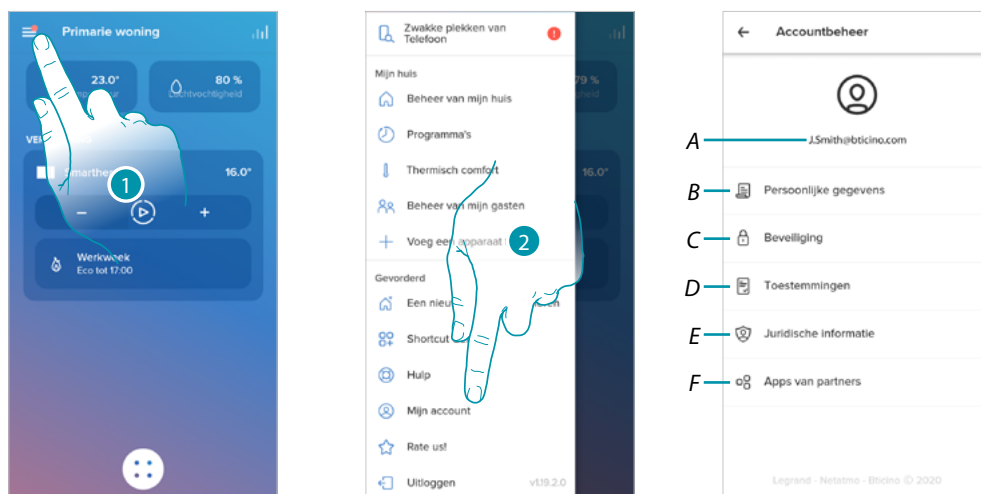 Primarie woning
23.0°
80 %
Luchtvochtigheid
16.0°
1
−
+
Werkweek
Eco tot 17:00
Zwakke plekken van
Telefoon
!
Mijn huis
Beheer van mijn huis
Programma's
Thermisch comfort
Beheer van mijn gasten
Voeg een apparaat
2
Gevorderd
Een
Shortcut
Hulp
Mijn account
Rate us!
Uitloggen
v1.19.2.0
79 %
16.0°
Accountbeheer
A
J.Smith@bticino.com
B
Persoonlijke gegevens
C
Beveiliging
D
Toestemmingen
E
Juridische informatie
F
Apps van partners
Legrand - Netatmo - Bticino © 2020